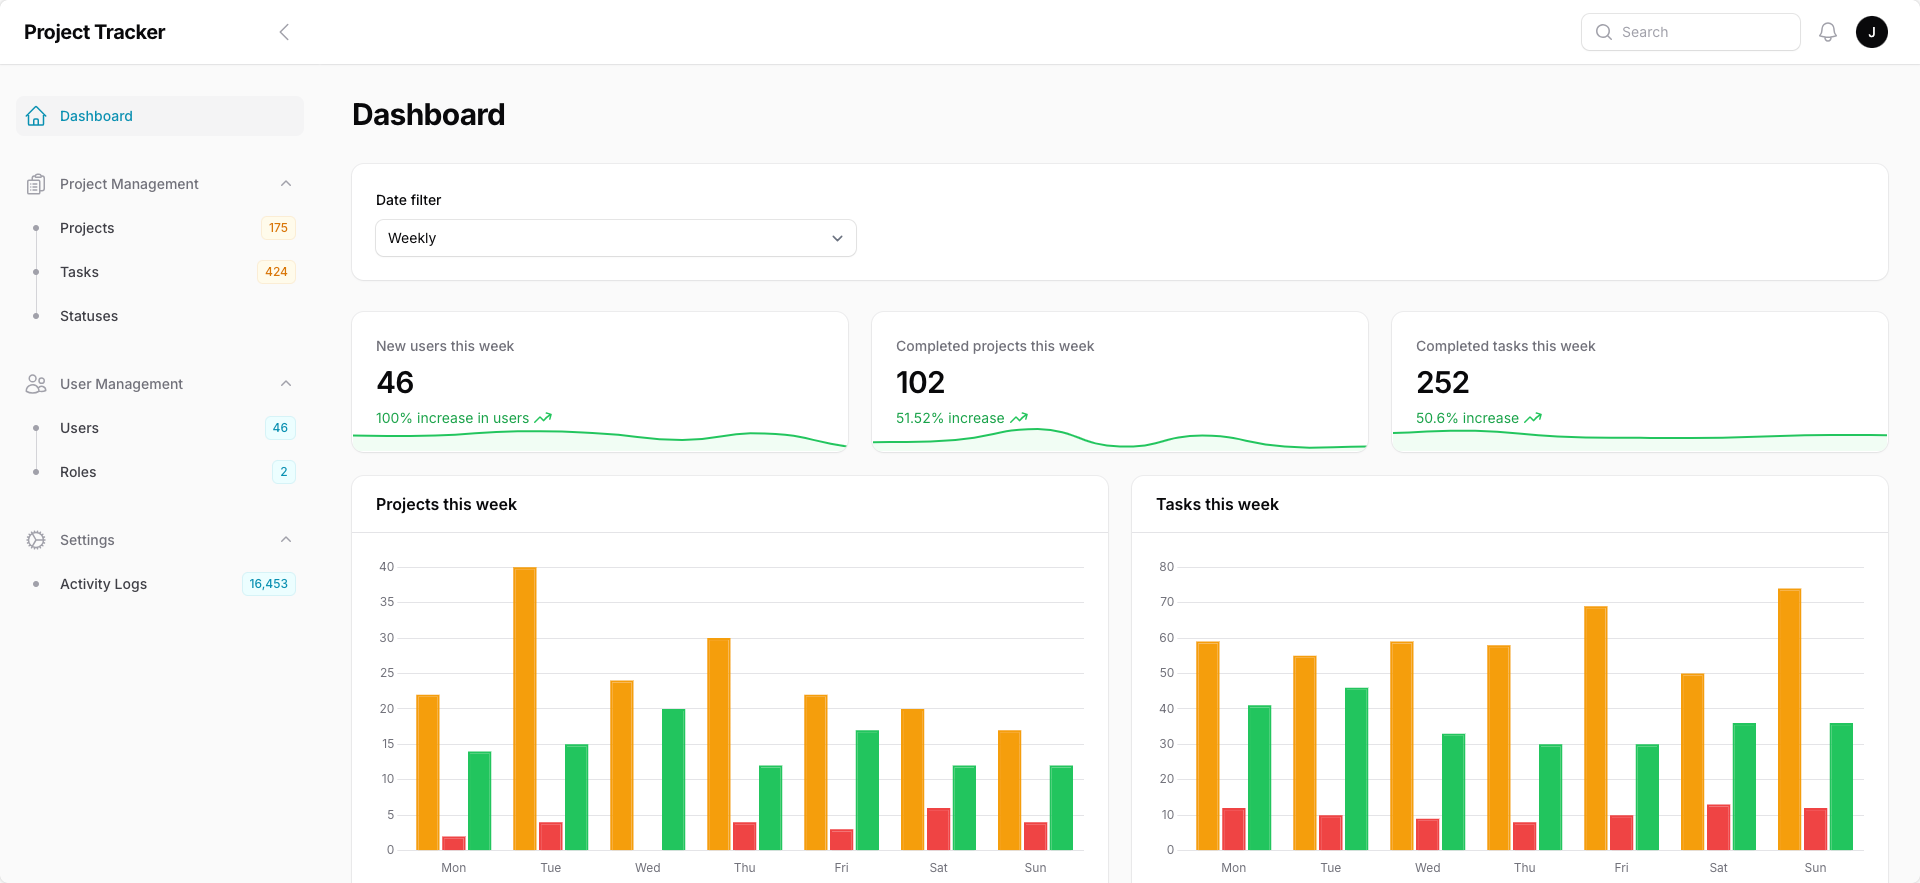 Project Tracker
Search
J
Dashboard
Project Management
Projects 175
Tasks 424
Statuses
User Management
Users 46
Roles 2
Settings
Activity Logs 16,453
Dashboard
Date filter
Weekly
New users this week
46
100% increase in users
Completed projects this week
102
51.52% increase
Completed tasks this week
252
50.6% increase
Projects this week
40
35
30
25
20
15
10
5
0
Mon Tue Wed Thu Fri Sat Sun
Tasks this week
80
70
60
50
40
30
20
10
0
Mon Tue Wed Thu Fri Sat Sun